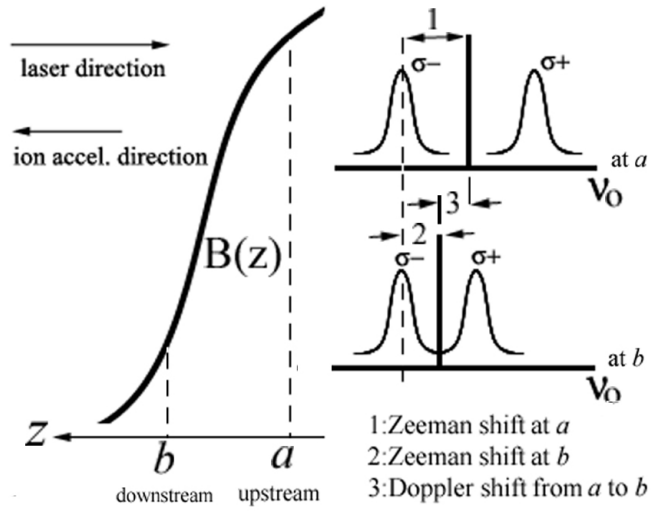 laser direction
ion accel. direction
B(z)
z
b
a
downstream
upstream
1
σ−
σ+
at a
ν₀
3
2
σ−
σ+
at b
ν₀
1:Zeeman shift at a
2:Zeeman shift at b
3:Doppler shift from a to b